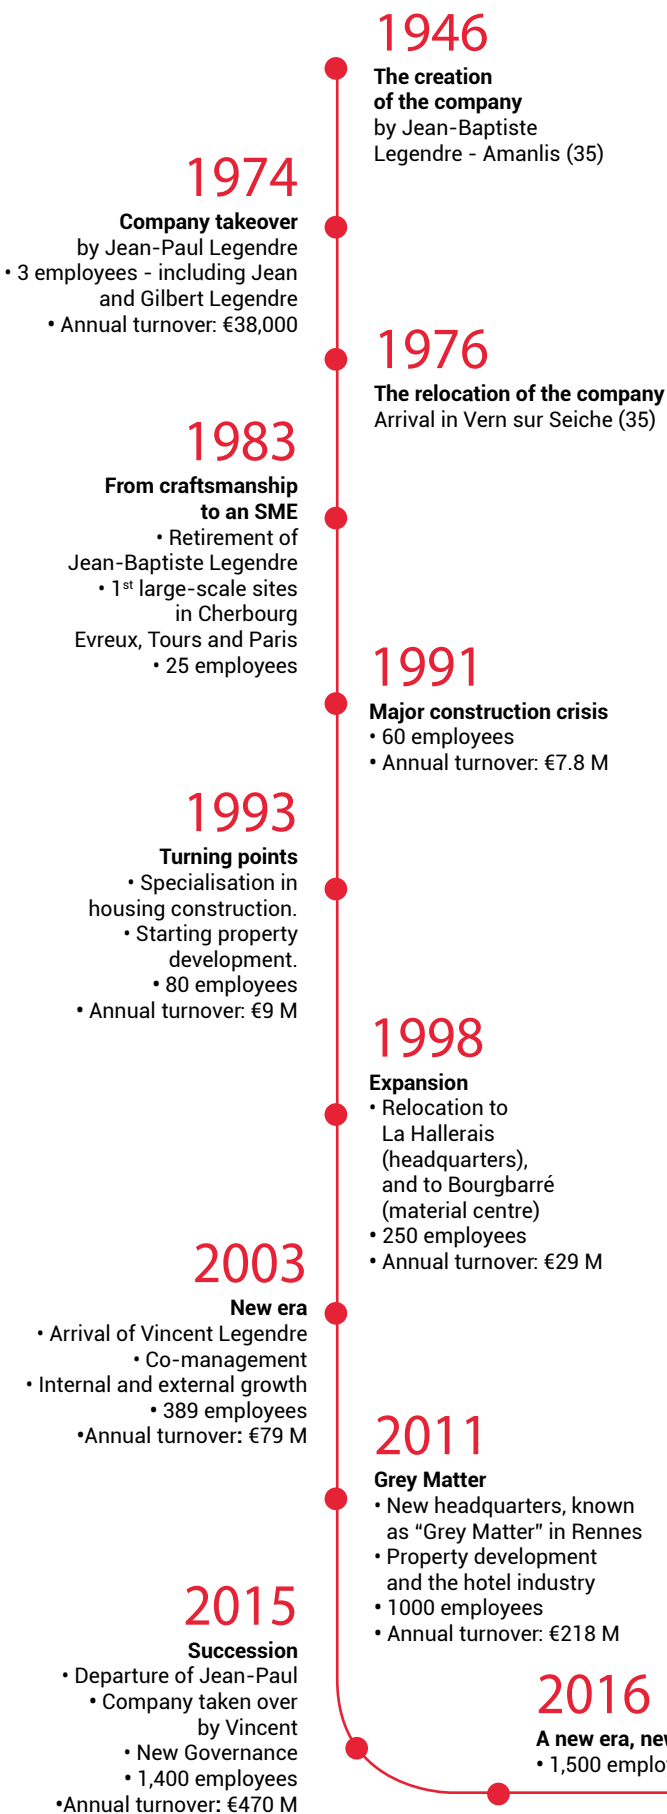 1946
The creation
of the company
by Jean-Baptiste
Legendre - Amanlis (35)
1974
Company takeover
by Jean-Paul Legendre
• 3 employees - including Jean
and Gilbert Legendre
• Annual turnover: €38,000
1976
The relocation of the company
Arrival in Vern sur Seiche (35)
1983
From craftsmanship
to an SME
• Retirement of
Jean-Baptiste Legendre
• 1st large-scale sites
in Cherbourg
Evreux, Tours and Paris
• 25 employees
1991
Major construction crisis
• 60 employees
• Annual turnover: €7.8 M
1993
Turning points
• Specialisation in
housing construction.
• Starting property
development.
• 80 employees
• Annual turnover: €9 M
1998
Expansion
• Relocation to
La Hallerais
(headquarters),
and to Bourgbarré
(material centre)
• 250 employees
• Annual turnover: €29 M
2003
New era
• Arrival of Vincent Legendre
• Co-management
• Internal and external growth
• 389 employees
•Annual turnover: €79 M
2011
Grey Matter
• New headquarters, known
as “Grey Matter” in Rennes
• Property development
and the hotel industry
• 1000 employees
• Annual turnover: €218 M
2015
Succession
• Departure of Jean-Paul
• Company taken over
by Vincent
• New Governance
• 1,400 employees
•Annual turnover: €470 M
2016
A new era,
• 1,500